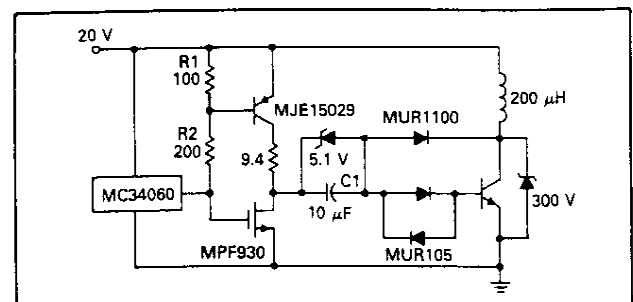 20 V
R1
100
MJE15029
200 μH
MUR1100
R2
200
9.4
5.1 V
C1
MC34060
10 μF
300 V
MPF930
MUR105